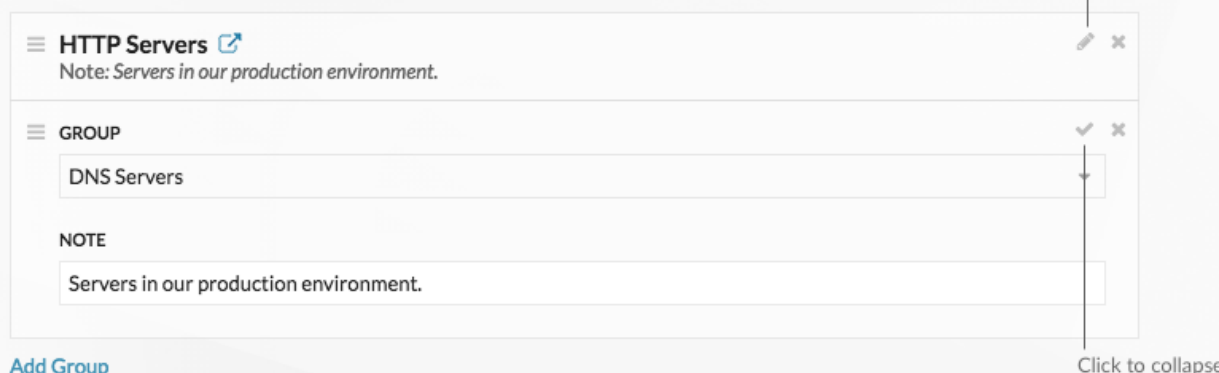 HTTP Servers
Note: Servers in our production environment.
GROUP
DNS Servers
NOTE
Servers in our production environment.
Add Group
Click to collapse